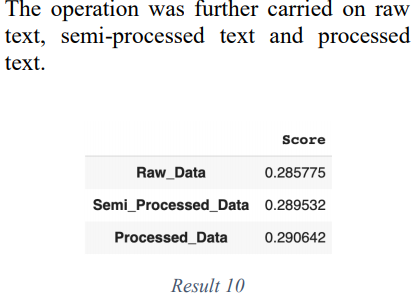 The operation was further carried on raw
text, semi-processed text and processed
text.
Score
Raw_Data 0.285775
Semi_Processed_Data 0.289532
Processed_Data 0.290642
Result 10